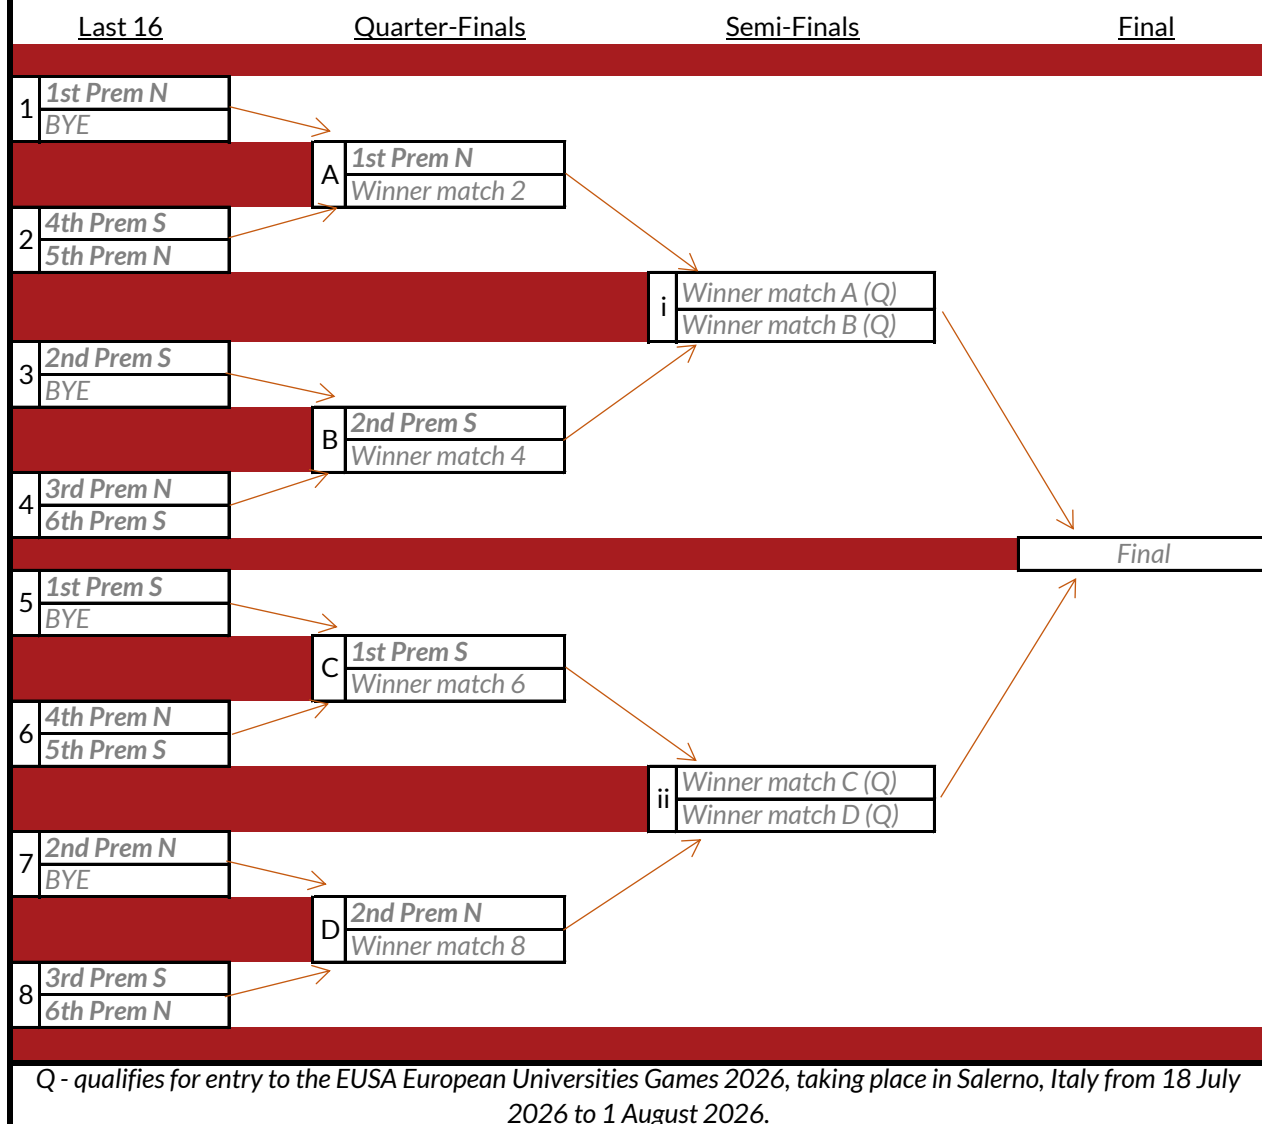 Last 16 Quarter-Finals Semi-Finals Final
1 1st Prem N
BYE
A 1st Prem N
Winner match 2
2 4th Prem S
5th Prem N
i Winner match A (Q)
Winner match B (Q)
3 2nd Prem S
BYE
B 2nd Prem S
Winner match 4
4 3rd Prem N
6th Prem S
Final
5 1st Prem S
BYE
C 1st Prem S
Winner match 6
6 4th Prem N
5th Prem S
ii Winner match C (Q)
Winner match D (Q)
7 2nd Prem N
BYE
D 2nd Prem N
Winner match 8
8 3rd Prem S
6th Prem N
Q - qualifies for entry to the EUSA European Universities Games 2026, taking place in Salerno, Italy from 18 July
2026 to 1 August 2026.